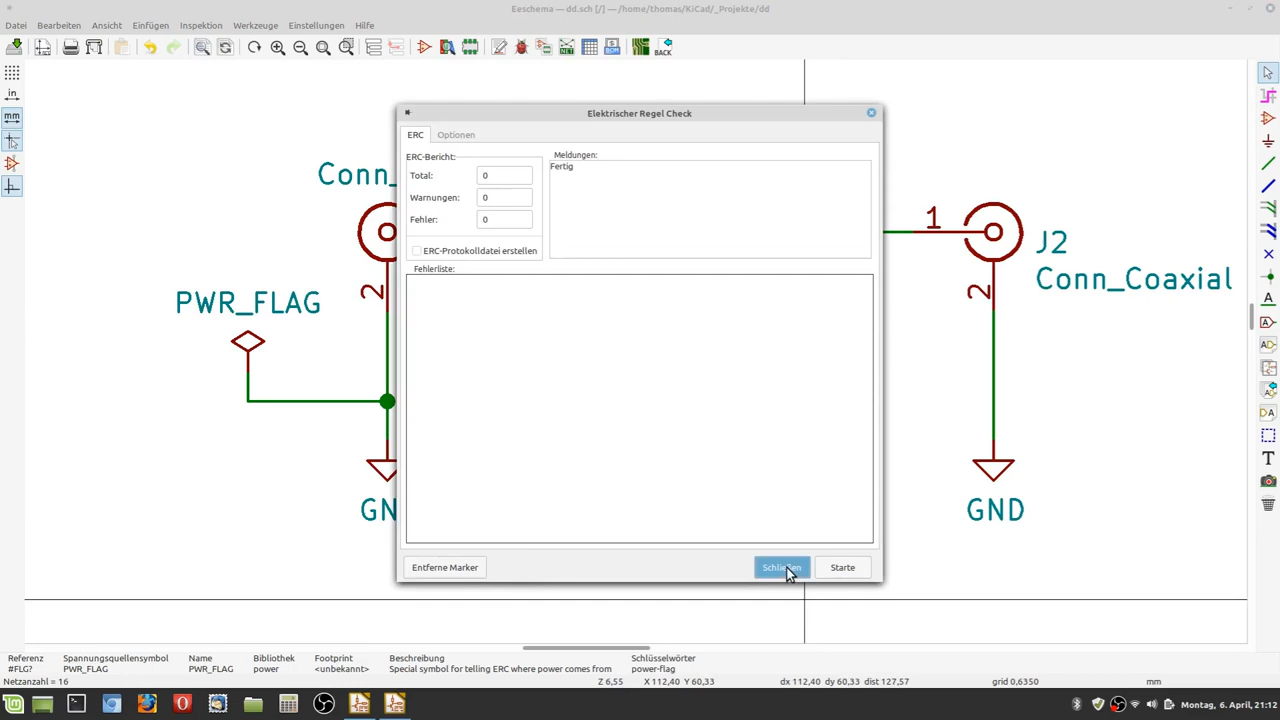 Eeschema — dd.sch [/] — /home/thomas/KiCad/_Projekte/dd
Datei Bearbeiten Ansicht Einfügen Inspektion Werkzeuge Einstellungen Hilfe
BOM
BACK
in
mm
Elektrischer Regel Check
ERC Optionen
ERC-Bericht:
Total: 0
Warnungen: 0
Fehler: 0
ERC-Protokolldatei erstellen
Meldungen:
Fertig
Fehlerliste:
Entferne Marker
Schließen
Starte
Conn_
2
PWR_FLAG
GN
1
J2
Conn_Coaxial
2
GND
Referenz Spannungsquellensymbol Name Bibliothek Footprint Beschreibung Schlüsselwörter
#FLG? PWR_FLAG PWR_FLAG power <unbekannt> Special symbol for telling ERC where power comes from power-flag
Netzanzahl = 16 Z 6,55 X 112,40 dy 60,33 dx 112,40 dy 60,33 dist 127,57 grid 0,6350 mm
Montag, 6. April, 21:12